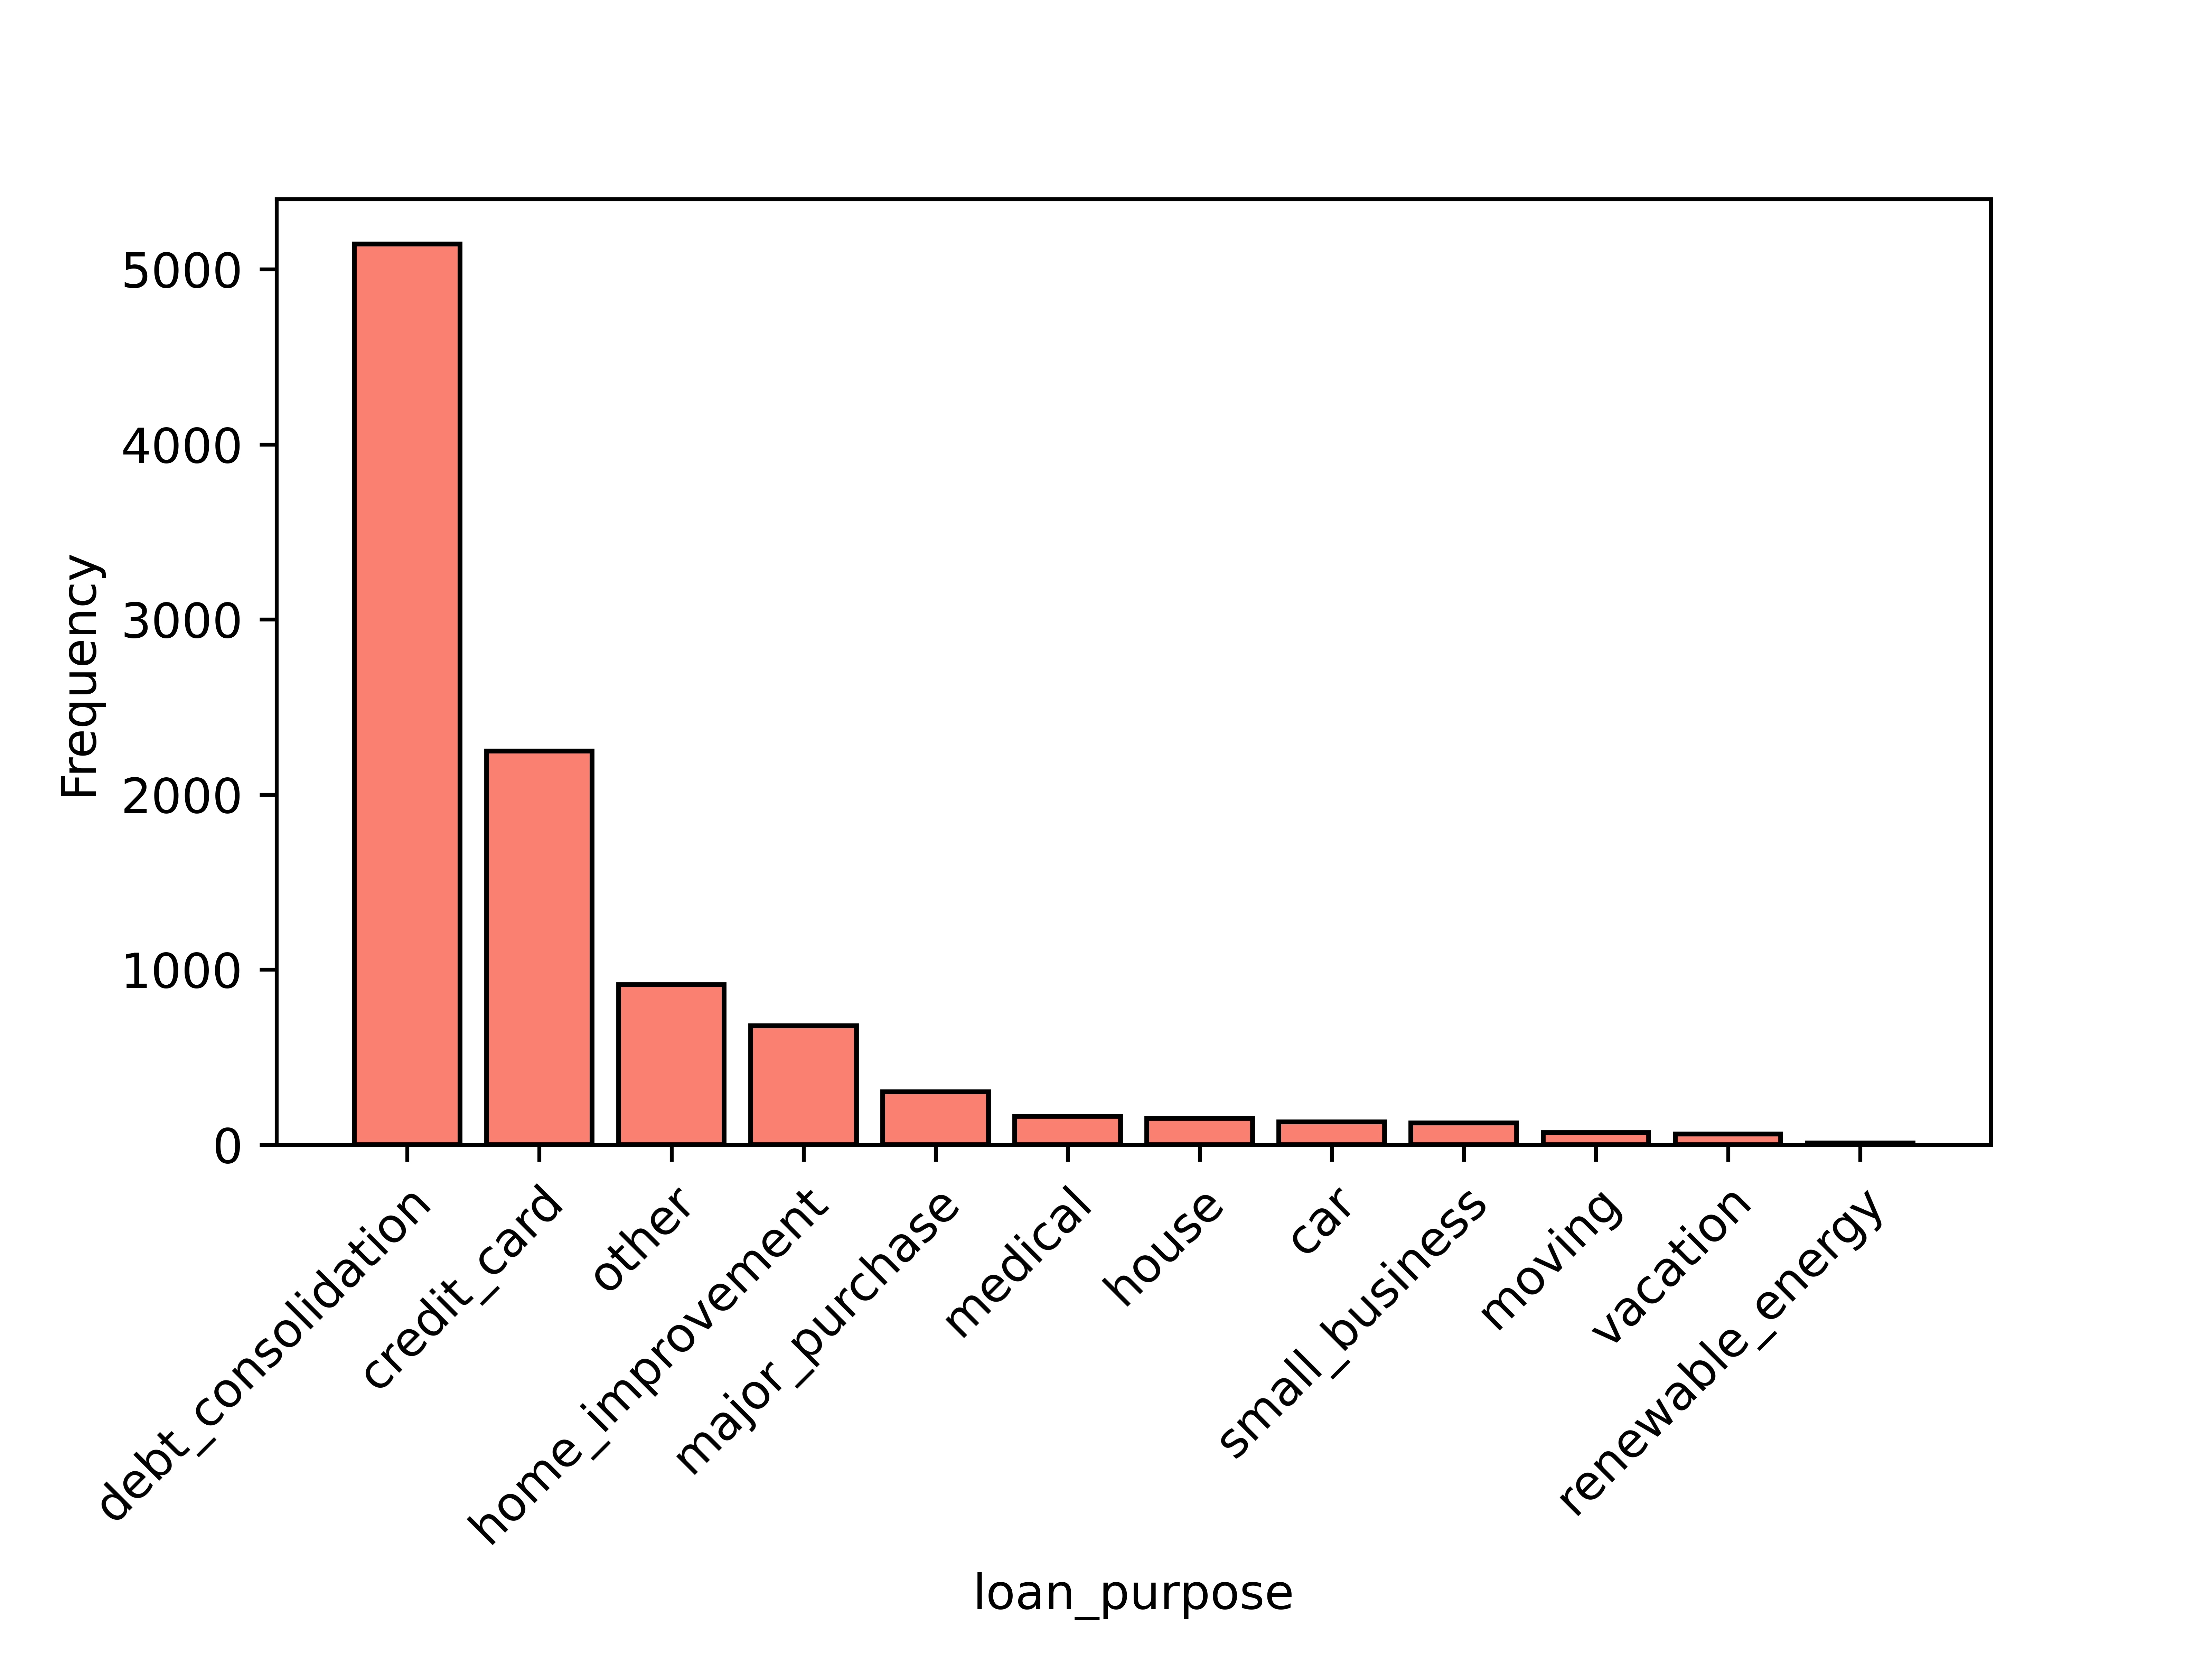 5000
4000
3000
2000
1000
0
Frequency
debt_consolidation
credit_card
other
home_improvement
major_purchase
medical
house
car
small_business
moving
vacation
renewable_energy
loan_purpose